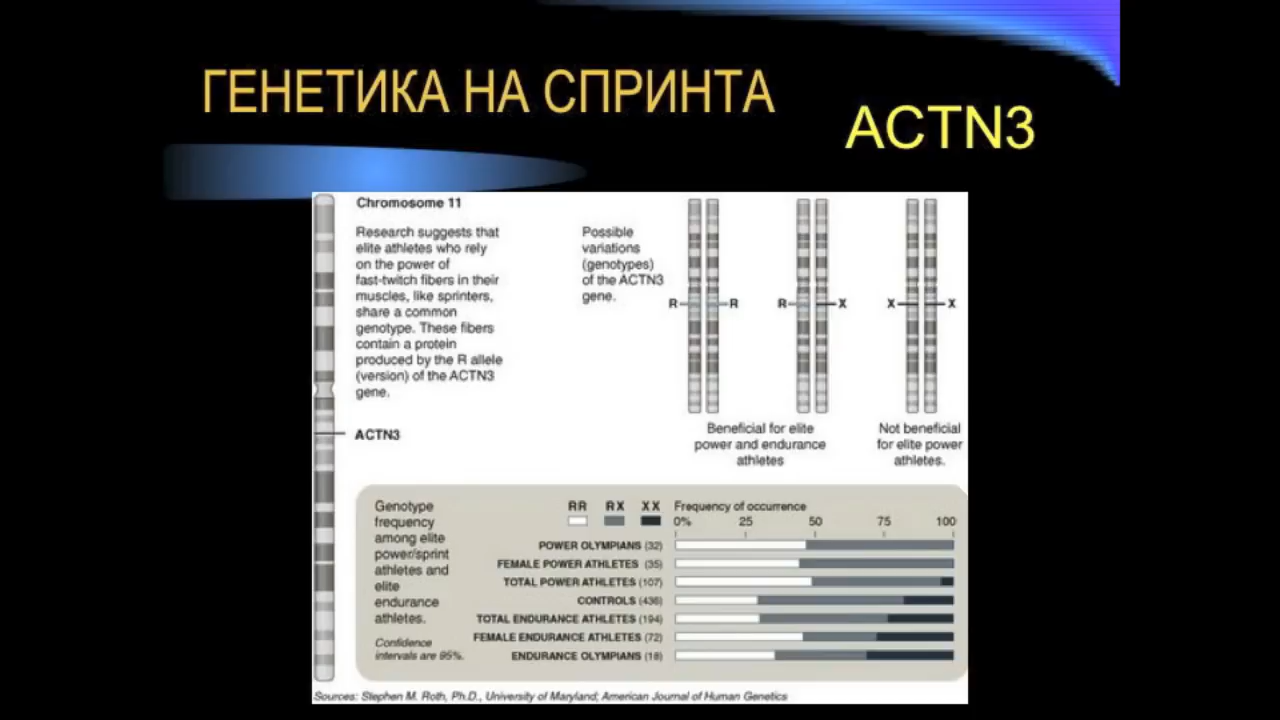 ГЕНЕТИКА НА СПРИНТА
ACTN3
Chromosome 11
Research suggests that
elite athletes who rely
on the power of
fast-twitch fibers in their
muscles, like sprinters,
share a common
genotype. These fibers
contain a protein
produced by the R allele
(version) of the ACTN3
gene.
ACTN3
Possible
variations
(genotypes)
of the ACTN3
gene.
R R R X X X
Beneficial for elite
power and endurance
athletes
Not beneficial
for elite power
athletes.
Genotype
frequency
among elite
power/sprint
athletes and
elite
endurance
athletes.
Confidence
intervals are 95%.
RR RX XX Frequency of occurrence
0% 25 50 75 100
POWER OLYMPIANS (32)
FEMALE POWER ATHLETES (35)
TOTAL POWER ATHLETES (107)
CONTROLS (436)
TOTAL ENDURANCE ATHLETES (194)
FEMALE ENDURANCE ATHLETES (72)
ENDURANCE OLYMPIANS (18)
Sources: Stephen M. Roth, Ph.D., University of Maryland; American Journal of Human Genetics